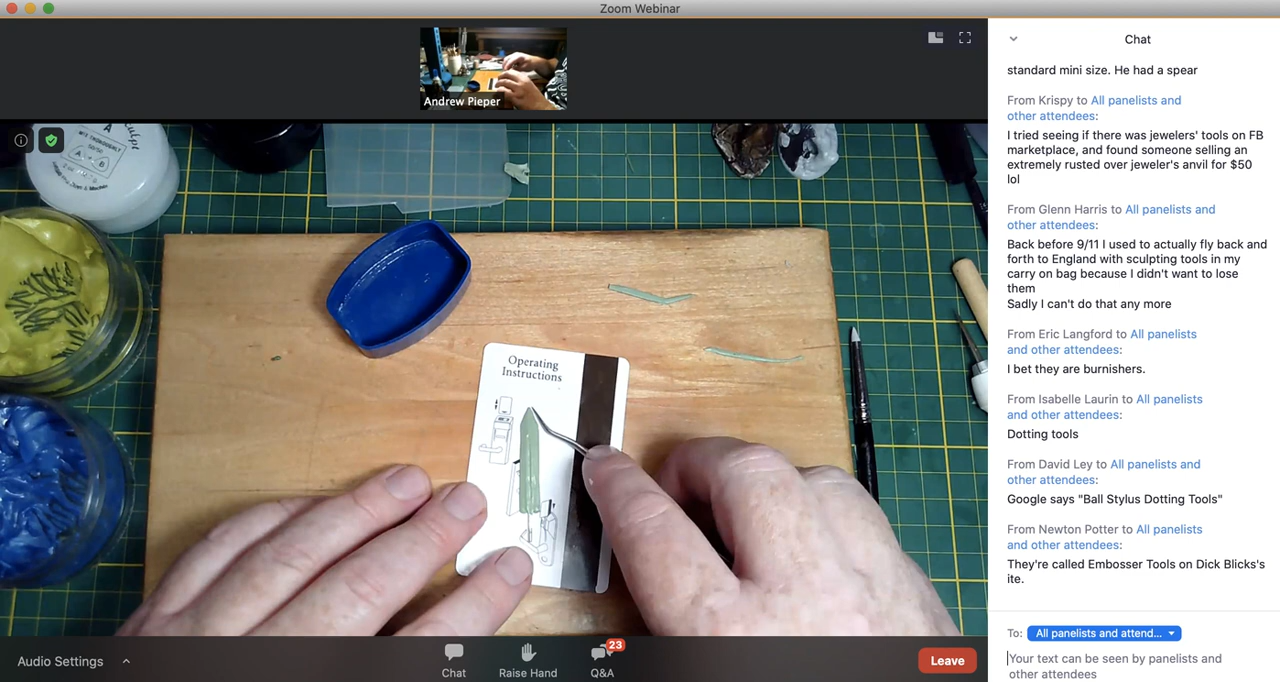 Zoom Webinar
Andrew Pieper
Sculpt
A
MIX THOROUGHLY
50/50
A + B
Operating
Instructions
Chat
standard mini size. He had a spear
From Krispy to All panelists and
other attendees:
I tried seeing if there was jewelers' tools on FB
marketplace, and found someone selling an
extremely rusted over jeweler's anvil for $50
lol
From Glenn Harris to All panelists and
other attendees:
Back before 9/11 I used to actually fly back and
forth to England with sculpting tools in my
carry on bag because I didn't want to lose
them
Sadly I can't do that any more
From Eric Langford to All panelists
and other attendees:
I bet they are burnishers.
From Isabelle Laurin to All panelists
and other attendees:
Dotting tools
From David Ley to All panelists and
other attendees:
Google says "Ball Stylus Dotting Tools"
From Newton Potter to All panelists
and other attendees:
They're called Embosser Tools on Dick Blicks's
ite.
To: All panelists and attend...
Your text can be seen by panelists and
other attendees
Audio Settings
Chat
Raise Hand
23
Q&A
Leave